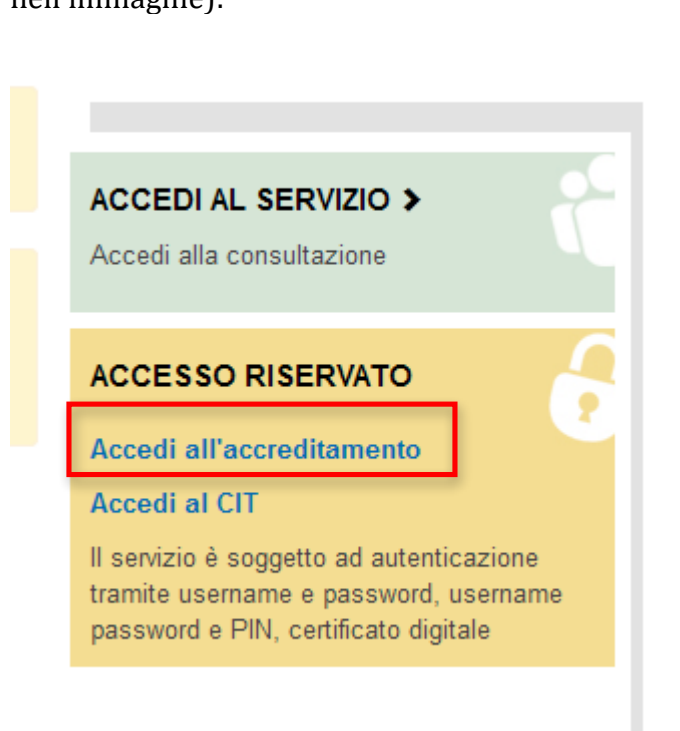 nell'immagine).
ACCEDI AL SERVIZIO >
Accedi alla consultazione
ACCESSO RISERVATO
Accedi all'accreditamento
Accedi al CIT
Il servizio è soggetto ad autenticazione
tramite username e password, username
password e PIN, certificato digitale